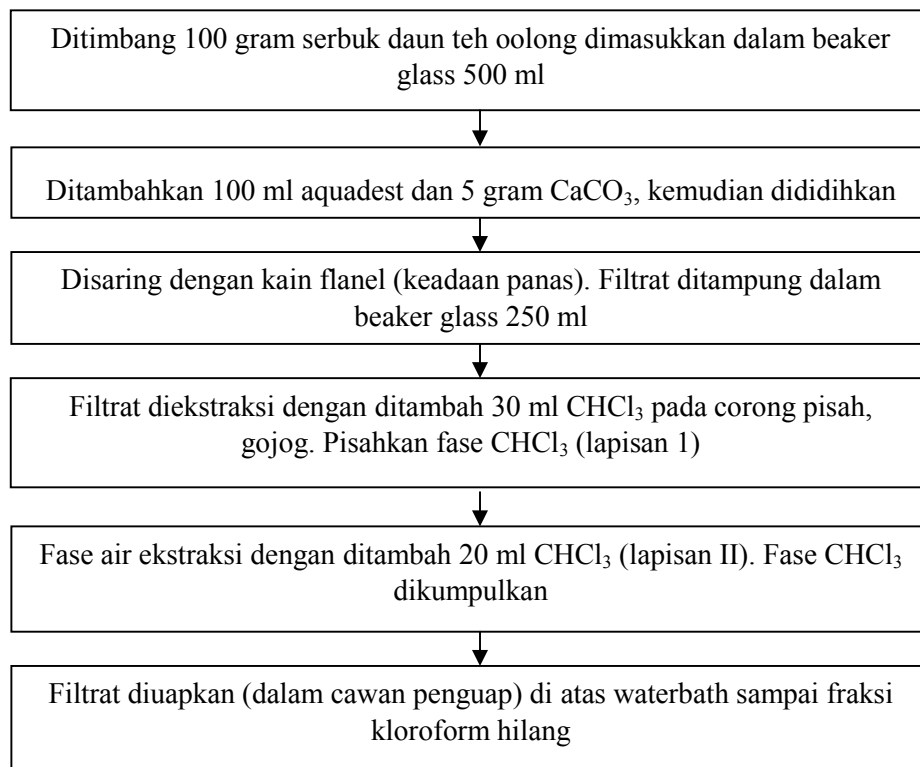 Ditimbang 100 gram serbuk daun teh oolong dimasukkan dalam beaker
glass 500 ml
Ditambahkan 100 ml aquadest dan 5 gram CaCO₃, kemudian dididihkan
Disaring dengan kain flanel (keadaan panas). Filtrat ditampung dalam
beaker glass 250 ml
Filtrat diekstraksi dengan ditambah 30 ml CHCl₃ pada corong pisah,
gojog. Pisahkan fase CHCl₃ (lapisan 1)
Fase air ekstraksi dengan ditambah 20 ml CHCl₃ (lapisan II). Fase CHCl₃
dikumpulkan
Filtrat diuapkan (dalam cawan penguap) di atas waterbath sampai fraksi
kloroform hilang